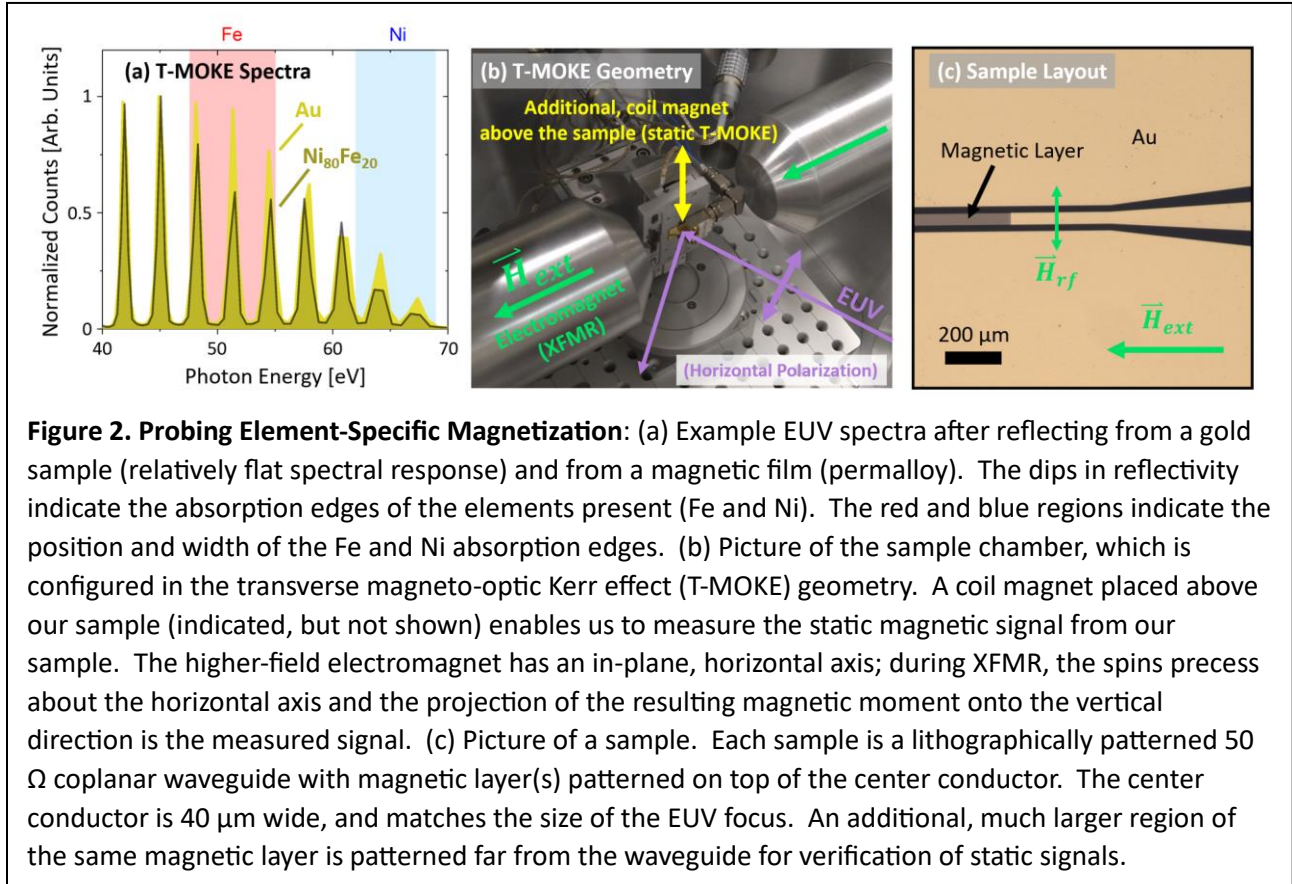 Fe
Ni
(a) T-MOKE Spectra
1
0.5
0
Normalized Counts [Arb. Units]
Au
Ni₈₀Fe₂₀
40
50
60
70
Photon Energy [eV]
(b) T-MOKE Geometry
Additional, coil magnet
above the sample (static T-MOKE)
H⃗ext
Electromagnet
(XFMR)
EUV
(Horizontal Polarization)
(c) Sample Layout
Au
Magnetic Layer
H⃗rf
200 μm
H⃗ext
Figure 2. Probing Element-Specific Magnetization: (a) Example EUV spectra after reflecting from a gold
sample (relatively flat spectral response) and from a magnetic film (permalloy). The dips in reflectivity
indicate the absorption edges of the elements present (Fe and Ni). The red and blue regions indicate the
position and width of the Fe and Ni absorption edges. (b) Picture of the sample chamber, which is
configured in the transverse magneto-optic Kerr effect (T-MOKE) geometry. A coil magnet placed above
our sample (indicated, but not shown) enables us to measure the static magnetic signal from our
sample. The higher-field electromagnet has an in-plane, horizontal axis; during XFMR, the spins precess
about the horizontal axis and the projection of the resulting magnetic moment onto the vertical
direction is the measured signal. (c) Picture of a sample. Each sample is a lithographically patterned 50
Ω coplanar waveguide with magnetic layer(s) patterned on top of the center conductor. The center
conductor is 40 μm wide, and matches the size of the EUV focus. An additional, much larger region of
the same magnetic layer is patterned far from the waveguide for verification of static signals.